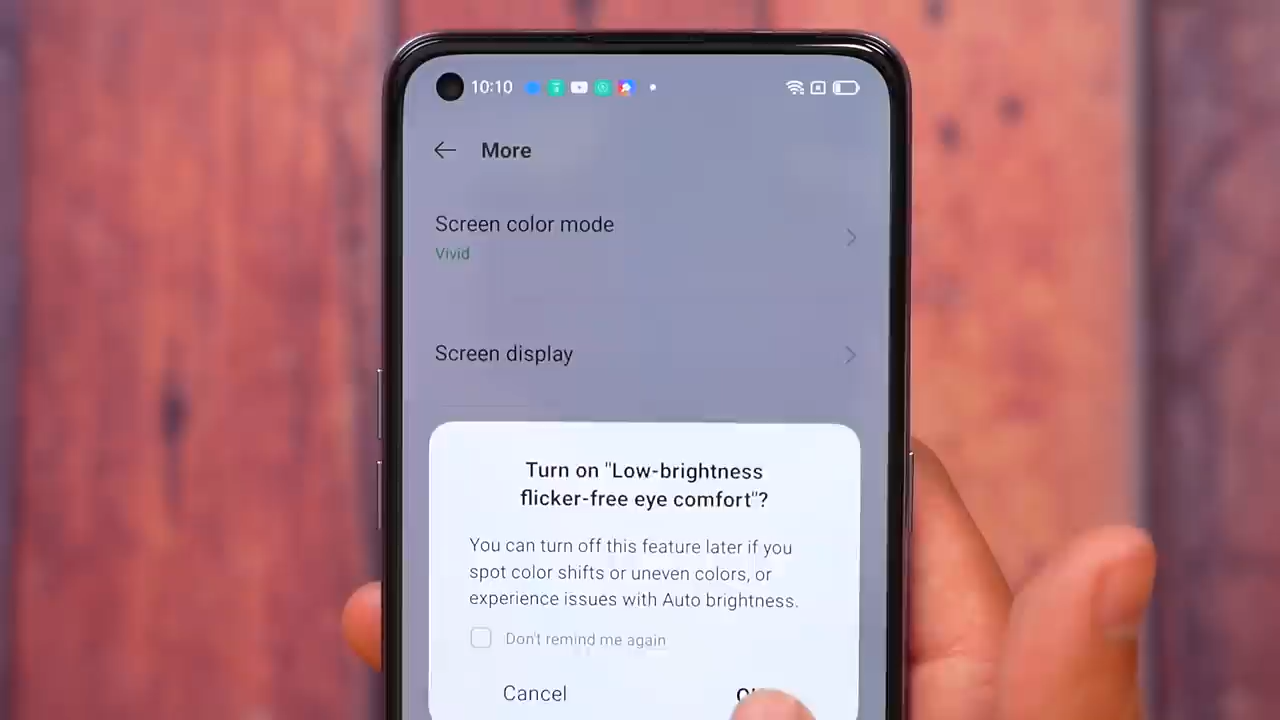 10:10
More
Screen color mode
Vivid
Screen display
Turn on "Low-brightness
flicker-free eye comfort"?
You can turn off this feature later if you
spot color shifts or uneven colors, or
experience issues with Auto brightness.
Don't remind me again
Cancel